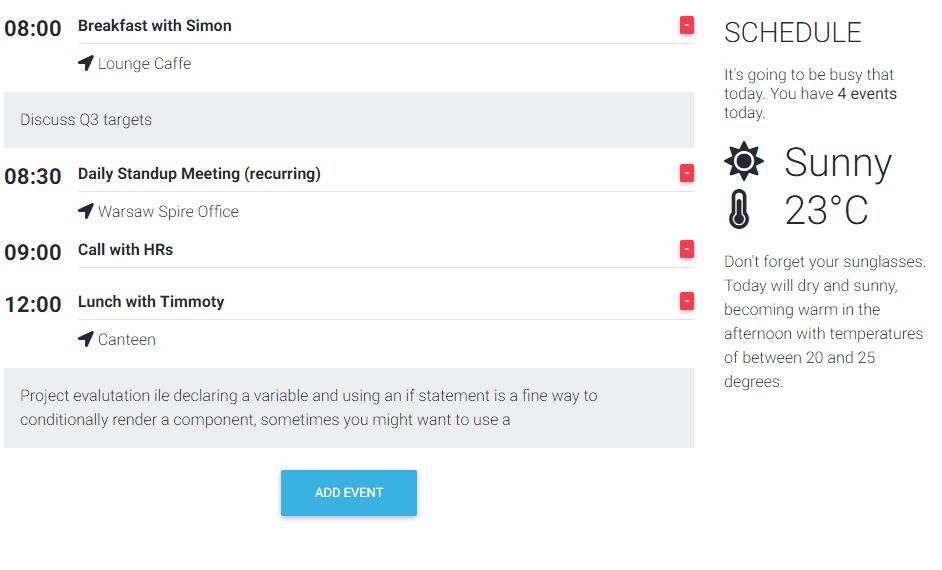 08:00 Breakfast with Simon -
Lounge Caffe
Discuss Q3 targets
08:30 Daily Standup Meeting (recurring) -
Warsaw Spire Office
09:00 Call with HRs -
12:00 Lunch with Timmoty -
Canteen
Project evalutation ile declaring a variable and using an if statement is a fine way to
conditionally render a component, sometimes you might want to use a
ADD EVENT
SCHEDULE
It's going to be busy that
today. You have 4 events
today.
Sunny
23°C
Don't forget your sunglasses.
Today will dry and sunny,
becoming warm in the
afternoon with temperatures
of between 20 and 25
degrees.